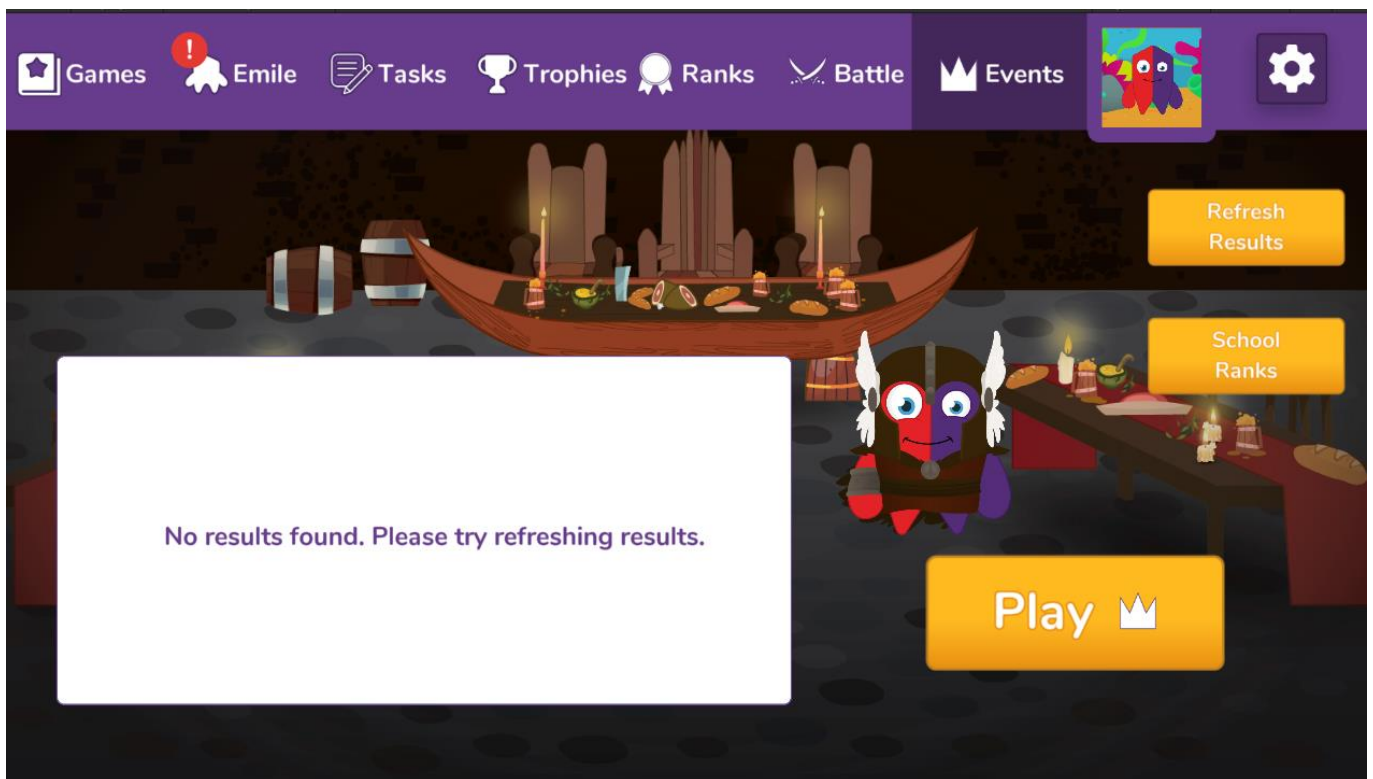 Games
!
Emile
Tasks
Trophies
Ranks
Battle
Events
Refresh
Results
School
Ranks
No results found. Please try refreshing results.
Play